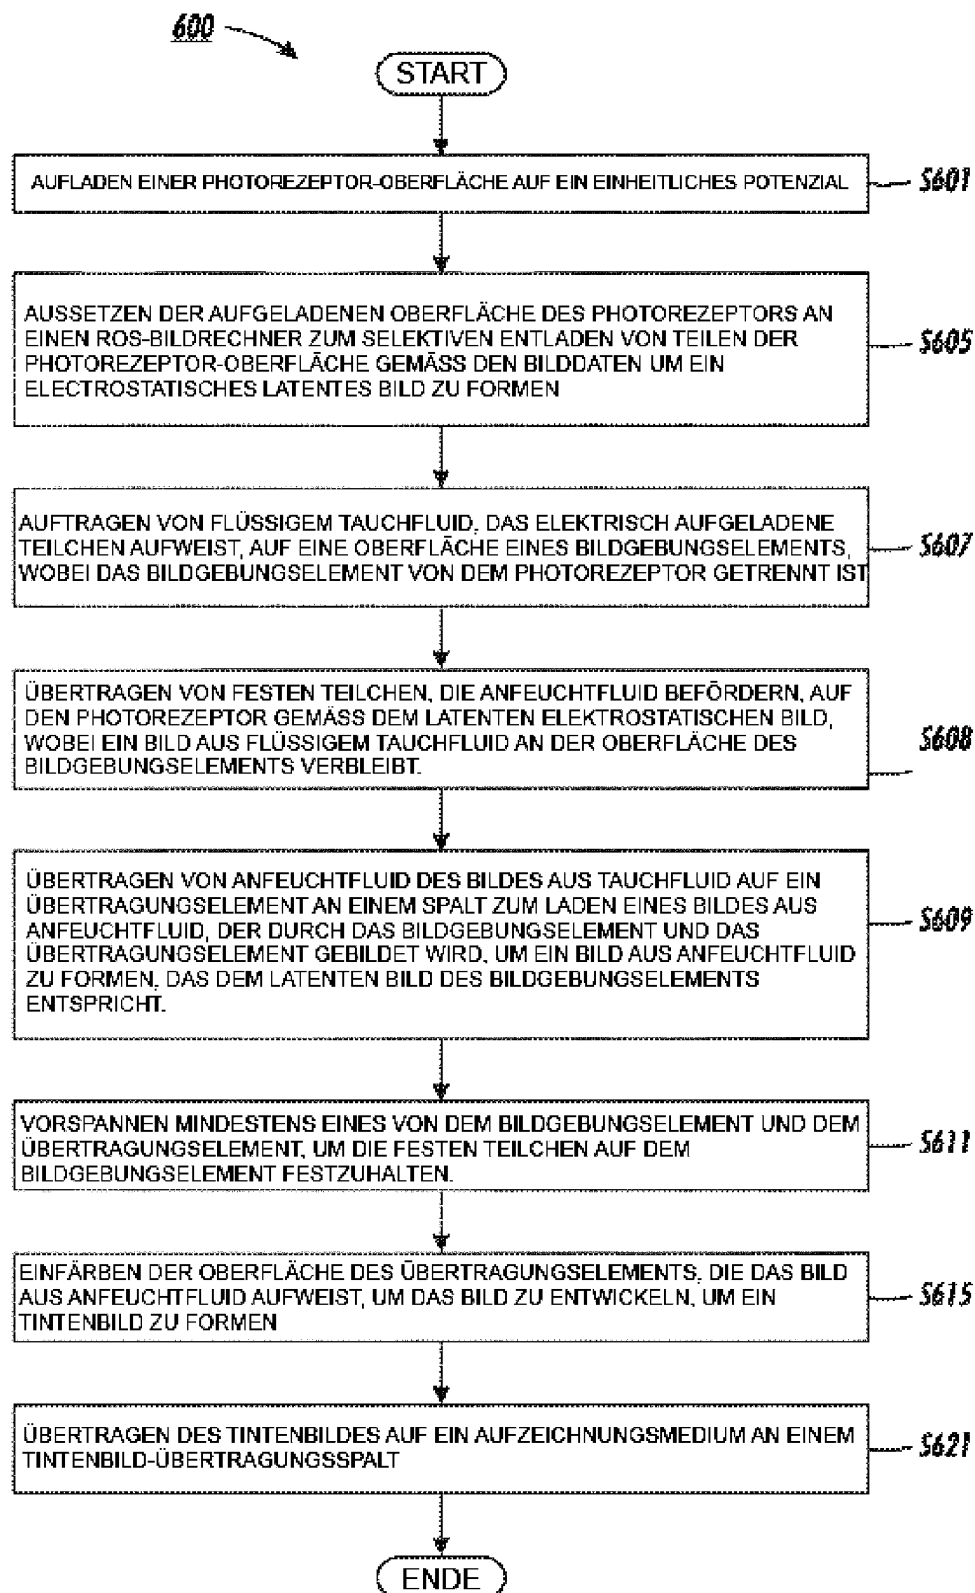 600
START
AUFLADEN EINER PHOTOREZEPTOR-OBERFLÄCHE AUF EIN EINHEITLICHES POTENZIAL
S601
AUSSETZEN DER AUFGELADENEN OBERFLÄCHE DES PHOTOREZEPTORS AN
EINEN ROS-BILDRECHNER ZUM SELEKTIVEN ENTLADEN VON TEILEN DER
PHOTOREZEPTOR-OBERFLÄCHE GEMÄSS DEN BILDDATEN UM EIN
ELECTROSTATISCHES LATENTES BILD ZU FORMEN
S605
AUFTRAGEN VON FLÜSSIGEM TAUCHFLUID, DAS ELEKTRISCH AUFGELADENE
TEILCHEN AUFWEIST, AUF EINE OBERFLÄCHE EINES BILDGEBUNGSELEMENTS,
WOBEI DAS BILDGEBUNGSELEMENT VON DEM PHOTOREZEPTOR GETRENNT IST
S607
ÜBERTRAGEN VON FESTEN TEILCHEN, DIE ANFEUCHTFLUID BEFÖRDERN, AUF
DEN PHOTOREZEPTOR GEMÄSS DEM LATENTEN ELEKTROSTATISCHEN BILD,
WOBEI EIN BILD AUS FLÜSSIGEM TAUCHFLUID AN DER OBERFLÄCHE DES
BILDGEBUNGSELEMENTS VERBLEIBT.
S608
ÜBERTRAGEN VON ANFEUCHTFLUID DES BILDES AUS TAUCHFLUID AUF EIN
ÜBERTRAGUNGSELEMENT AN EINEM SPALT ZUM LADEN EINES BILDES AUS
ANFEUCHTFLUID, DER DURCH DAS BILDGEBUNGSELEMENT UND DAS
ÜBERTRAGUNGSELEMENT GEBILDET WIRD, UM EIN BILD AUS ANFEUCHTFLUID
ZU FORMEN, DAS DEM LATENTEN BILD DES BILDGEBUNGSELEMENTS
ENTSPRICHT.
S609
VORSPANNEN MINDESTENS EINES VON DEM BILDGEBUNGSELEMENT UND DEM
ÜBERTRAGUNGSELEMENT, UM DIE FESTEN TEILCHEN AUF DEM
BILDGEBUNGSELEMENT FESTZUHALTEN.
S611
EINFÄRBEN DER OBERFLÄCHE DES ÜBERTRAGUNGSELEMENTS, DIE DAS BILD
AUS ANFEUCHTFLUID AUFWEIST, UM DAS BILD ZU ENTWICKELN, UM EIN
TINTENBILD ZU FORMEN
S615
ÜBERTRAGEN DES TINTENBILDES AUF EIN AUFZEICHNUNGSMEDIUM AN EINEM
TINTENBILD-ÜBERTRAGUNGSSPALT
S621
ENDE